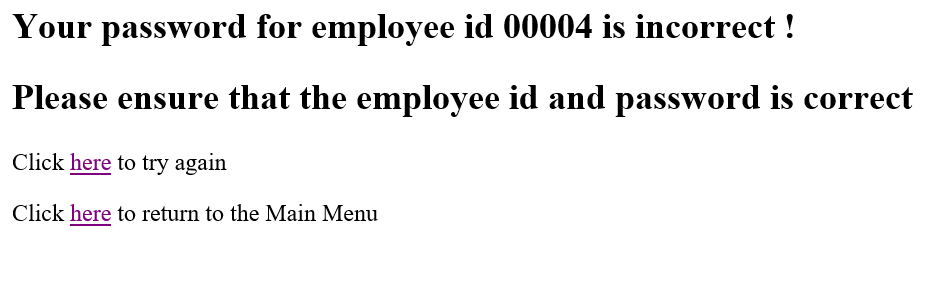 Your password for employee id 00004 is incorrect !
Please ensure that the employee id and password is correct
Click here to try again
Click here to return to the Main Menu